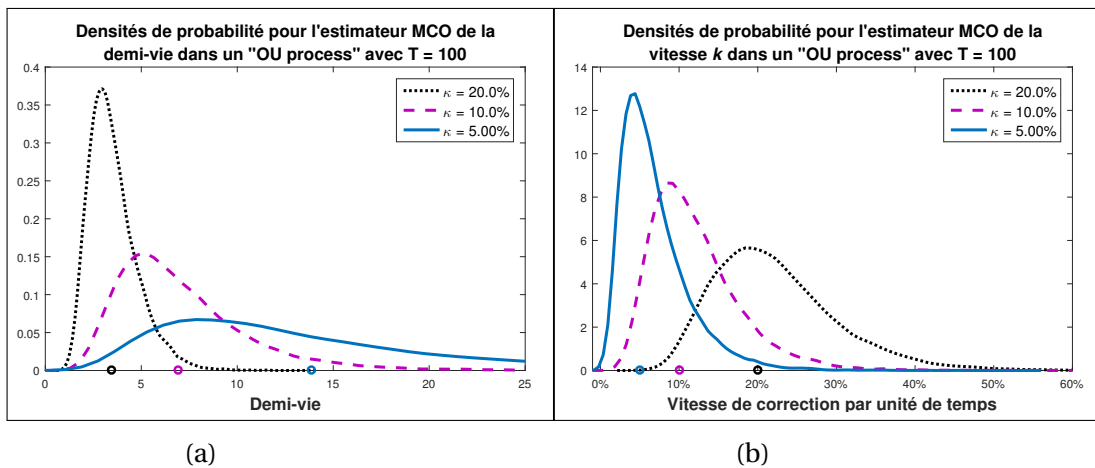 Densités de probabilité pour l'estimateur MCO de la
demi-vie dans un "OU process" avec T = 100
0.4
0.35
0.3
0.25
0.2
0.15
0.1
0.05
0
κ = 20.0%
κ = 10.0%
κ = 5.00%
0 5 10 15 20 25
Demi-vie
(a)
Densités de probabilité pour l'estimateur MCO de la
vitesse k dans un "OU process" avec T = 100
14
12
10
8
6
4
2
0
κ = 20.0%
κ = 10.0%
κ = 5.00%
0% 10% 20% 30% 40% 50% 60%
Vitesse de correction par unité de temps
(b)